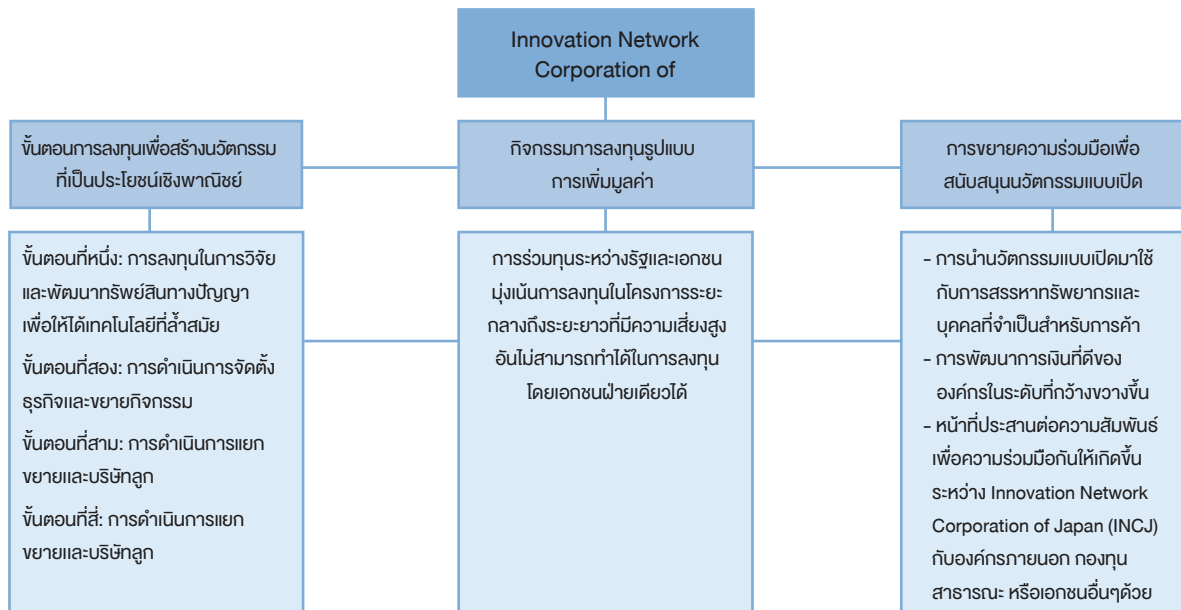 Innovation Network
Corporation of
ขั้นตอนการลงทุนเพื่อสร้างนวัตกรรม
ที่เป็นประโยชน์เชิงพาณิชย์
กิจกรรมการลงทุนรูปแบบ
การเพิ่มมูลค่า
การขยายความร่วมมือเพื่อ
สนับสนุนนวัตกรรมแบบเปิด
ขั้นตอนที่หนึ่ง: การลงทุนในการวิจัย
และพัฒนาทรัพย์สินทางปัญญา
เพื่อให้ได้เทคโนโลยีที่ล้ำสมัย
ขั้นตอนที่สอง: การดำเนินการจัดตั้ง
ธุรกิจและขยายกิจกรรม
ขั้นตอนที่สาม: การดำเนินการแยก
ขยายและบริษัทลูก
ขั้นตอนที่สี่: การดำเนินการแยก
ขยายและบริษัทลูก
การร่วมทุนระหว่างรัฐและเอกชน
มุ่งเน้นการลงทุนในโครงการระยะ
กลางถึงระยะยาวที่มีความเสี่ยงสูง
อันไม่สามารถทำได้ในการลงทุน
โดยเอกชนฝ่ายเดียวได้
- การนำนวัตกรรมแบบเปิดมาใช้
กับการสรรหาทรัพยากรและ
บุคคลที่จำเป็นสำหรับการค้า
- การพัฒนาการเงินที่ดีของ
องค์กรในระดับที่กว้างขวางขึ้น
- หน้าที่ประสานต่อความสัมพันธ์
เพื่อความร่วมมือกันให้เกิดขึ้น
ระหว่าง Innovation Network
Corporation of Japan (INCJ)
กับองค์กรภายนอก กองทุน
สาธารณะ หรือเอกชนอื่นๆด้วย